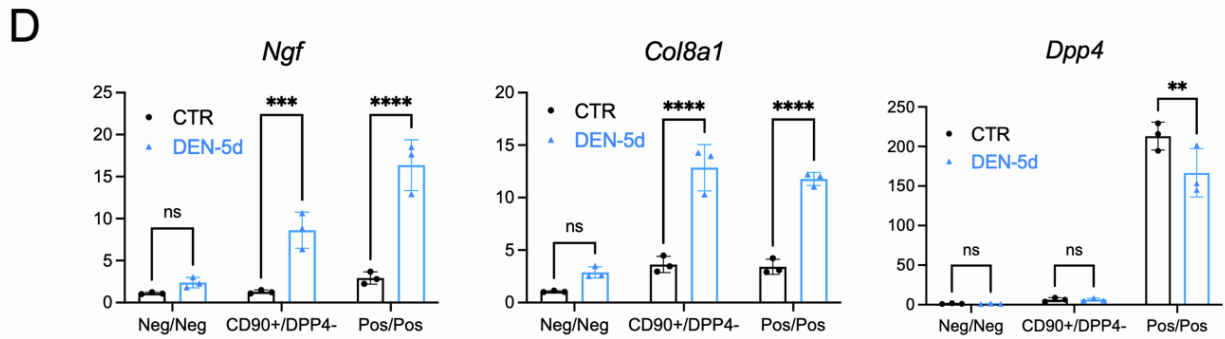 D
Ngf
25
20
15
10
5
0
CTR
DEN-5d
ns
***
****
Neg/Neg
CD90+/DPP4-
Pos/Pos
Col8a1
20
15
10
5
0
CTR
DEN-5d
ns
****
****
Neg/Neg
CD90+/DPP4-
Pos/Pos
Dpp4
250
200
150
100
50
0
CTR
DEN-5d
ns
ns
**
Neg/Neg
CD90+/DPP4-
Pos/Pos